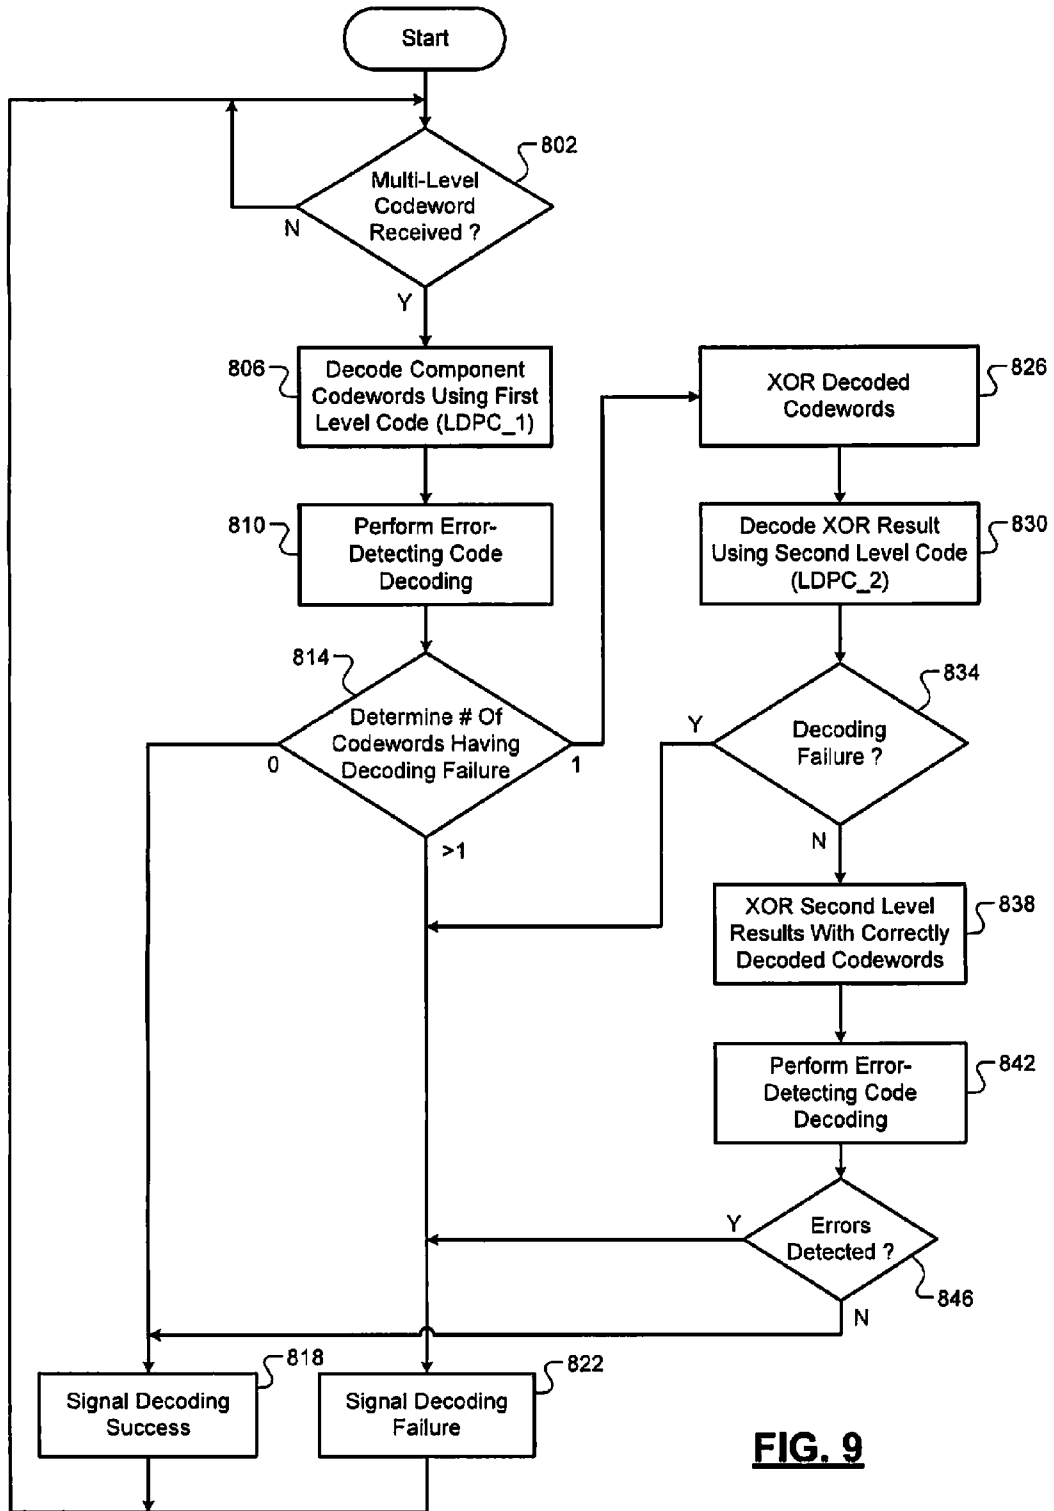 Start
802
Multi-Level
Codeword
Received ?
N
Y
806
Decode Component
Codewords Using First
Level Code (LDPC_1)
810
Perform Error-
Detecting Code
Decoding
814
Determine # Of
Codewords Having
Decoding Failure
0
1
>1
826
XOR Decoded
Codewords
830
Decode XOR Result
Using Second Level Code
(LDPC_2)
834
Decoding
Failure ?
Y
N
838
XOR Second Level
Results With Correctly
Decoded Codewords
842
Perform Error-
Detecting Code
Decoding
Errors
Detected ?
Y
846
N
818
Signal Decoding
Success
822
Signal Decoding
Failure
FIG. 9